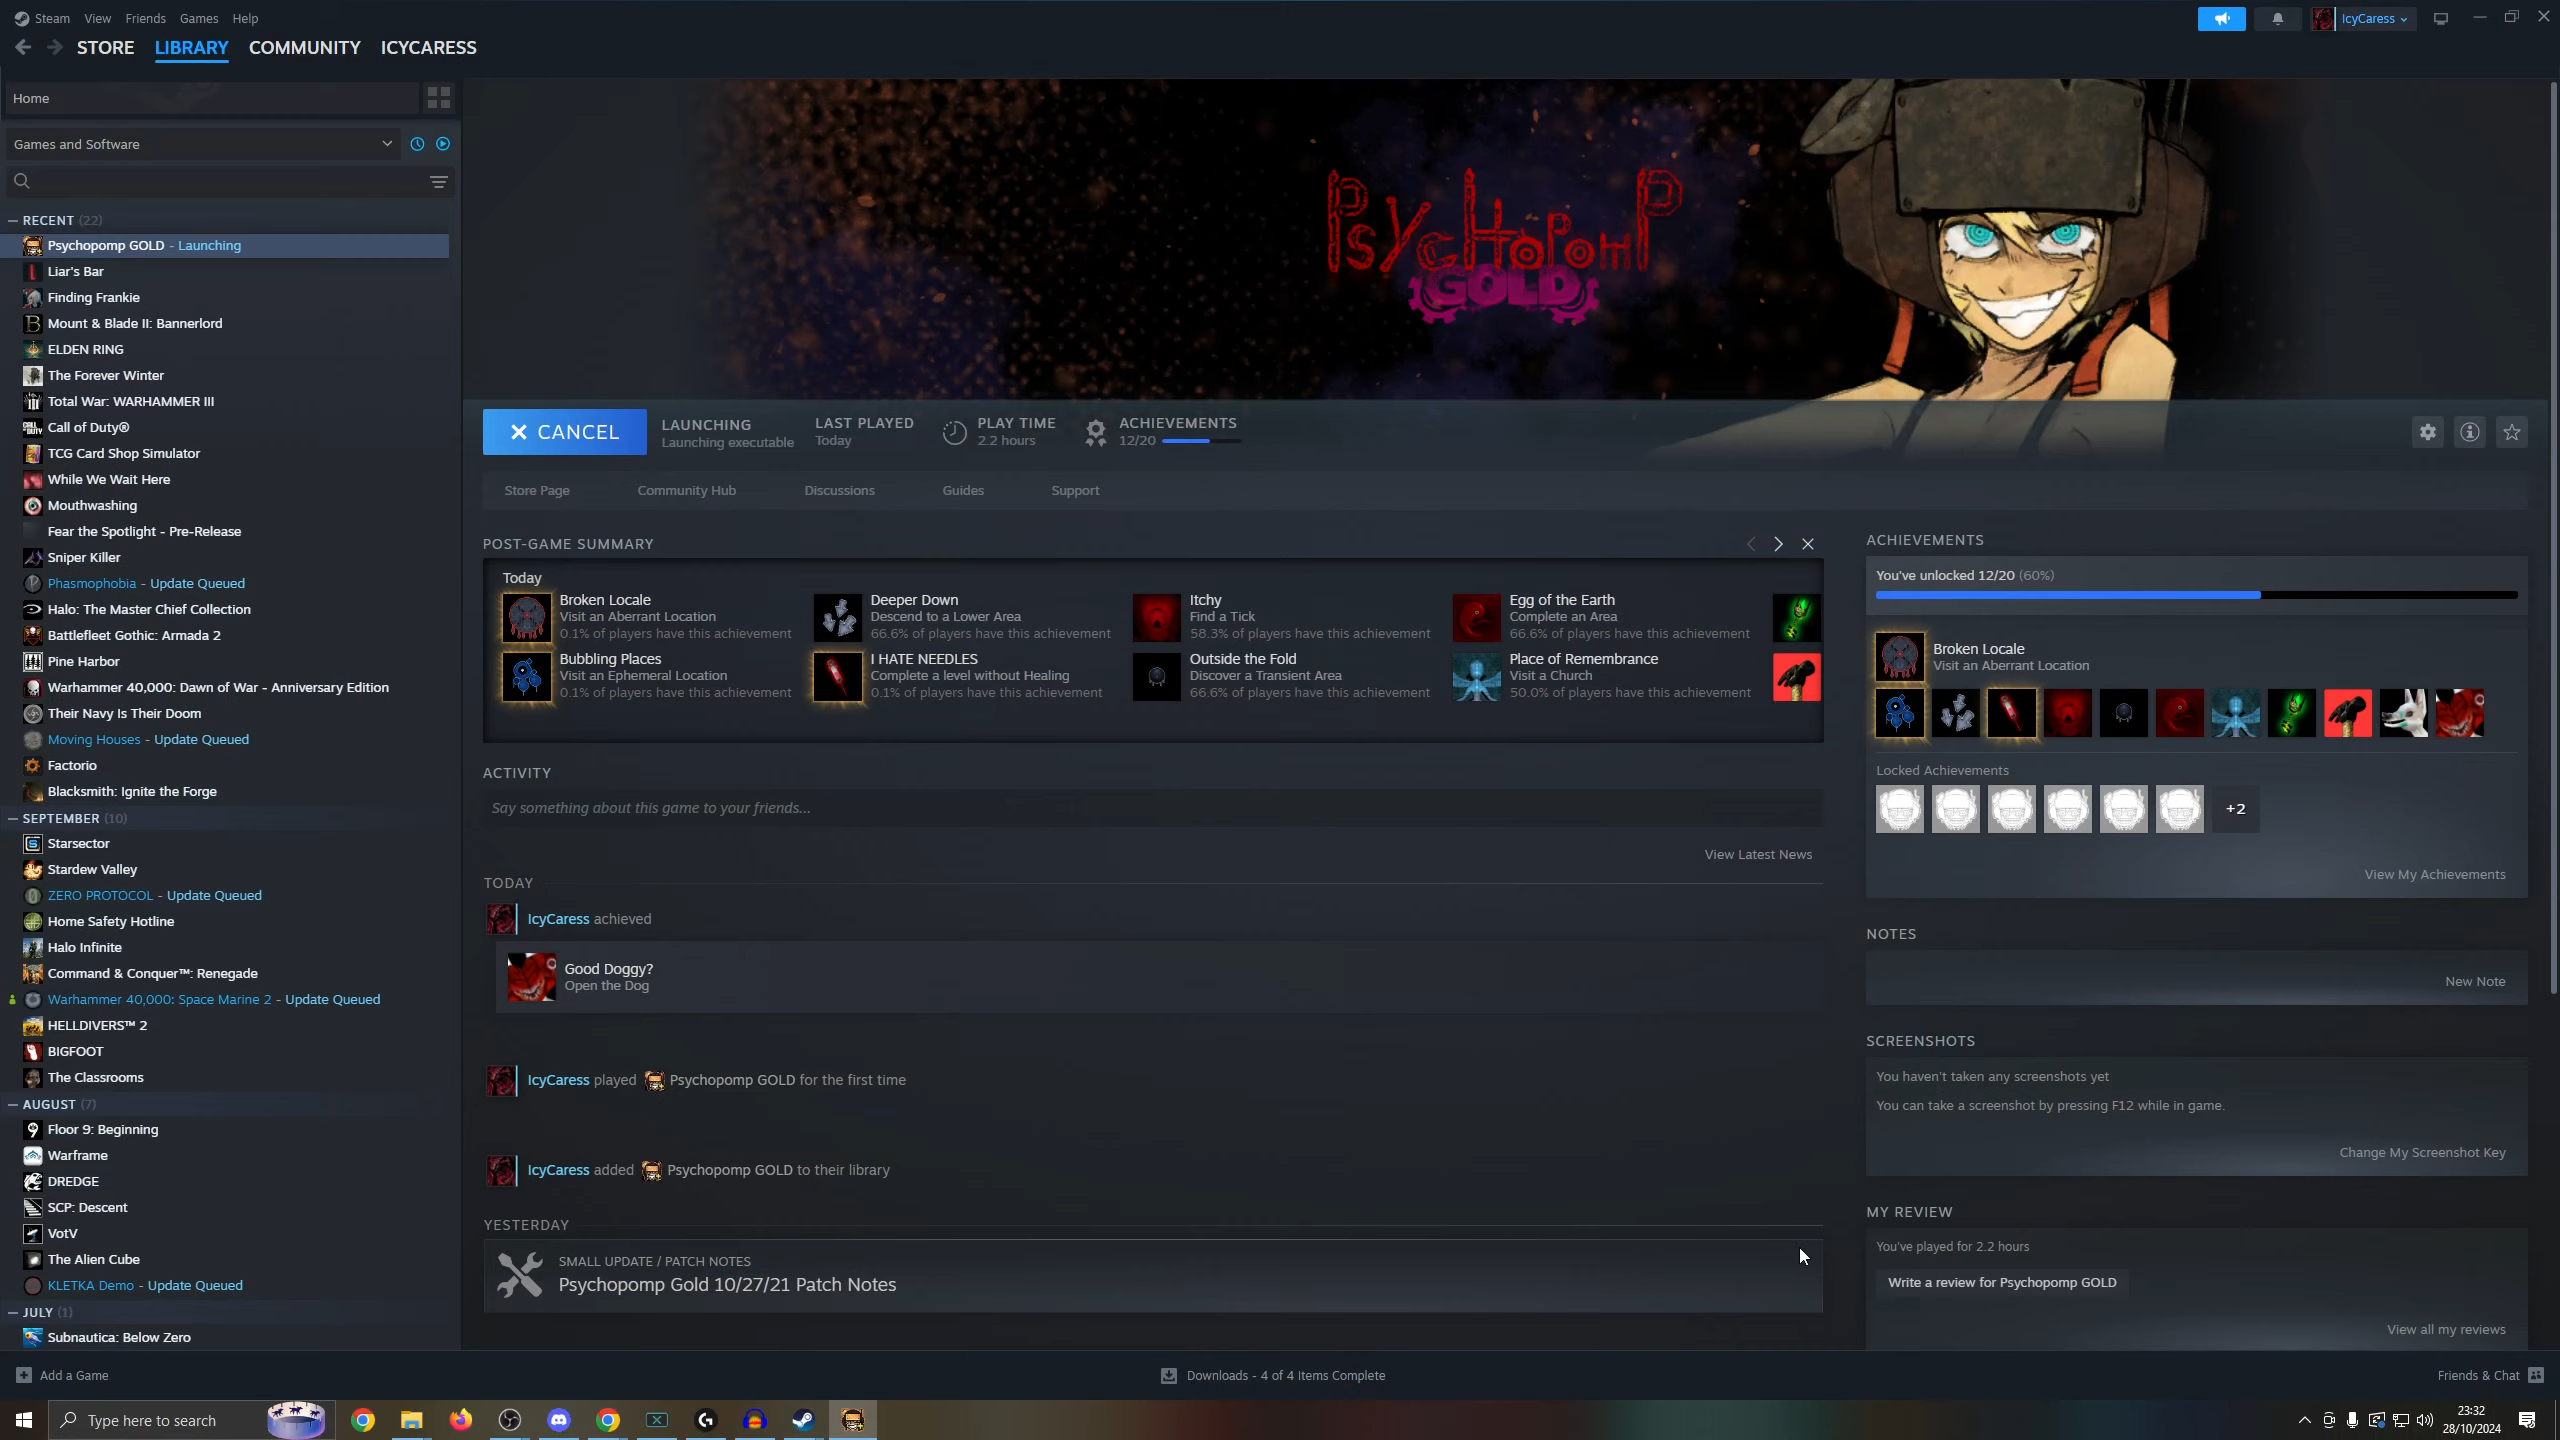 Steam View Friends Games Help
IcyCaress
STORE LIBRARY COMMUNITY ICYCARESS
Home
Games and Software
RECENT (22)
Psychopomp GOLD - Launching
Liar's Bar
Finding Frankie
Mount & Blade II: Bannerlord
ELDEN RING
The Forever Winter
Total War: WARHAMMER III
Call of Duty®
TCG Card Shop Simulator
While We Wait Here
Mouthwashing
Fear the Spotlight - Pre-Release
Sniper Killer
Phasmophobia - Update Queued
Halo: The Master Chief Collection
Battlefleet Gothic: Armada 2
Pine Harbor
Warhammer 40,000: Dawn of War - Anniversary Edition
Their Navy Is Their Doom
Moving Houses - Update Queued
Factorio
Blacksmith: Ignite the Forge
SEPTEMBER (10)
Starsector
Stardew Valley
ZERO PROTOCOL - Update Queued
Home Safety Hotline
Halo Infinite
Command & Conquer™: Renegade
Warhammer 40,000: Space Marine 2 - Update Queued
HELLDIVERS™ 2
BIGFOOT
The Classrooms
AUGUST (7)
Floor 9: Beginning
Warframe
DREDGE
SCP: Descent
VotV
The Alien Cube
KLETKA Demo - Update Queued
JULY (1)
Subnautica: Below Zero
PsycHopomP
GOLD
CANCEL
LAUNCHING
Launching executable
LAST PLAYED
Today
PLAY TIME
2.2 hours
ACHIEVEMENTS
12/20
Store Page Community Hub Discussions Guides Support
POST-GAME SUMMARY
Today
Broken Locale
Visit an Aberrant Location
0.1% of players have this achievement
Deeper Down
Descend to a Lower Area
66.6% of players have this achievement
Itchy
Find a Tick
58.3% of players have this achievement
Egg of the Earth
Complete an Area
66.6% of players have this achievement
Bubbling Places
Visit an Ephemeral Location
0.1% of players have this achievement
I HATE NEEDLES
Complete a level without Healing
0.1% of players have this achievement
Outside the Fold
Discover a Transient Area
66.6% of players have this achievement
Place of Remembrance
Visit a Church
50.0% of players have this achievement
ACTIVITY
Say something about this game to your friends...
View Latest News
TODAY
IcyCaress achieved
Good Doggy?
Open the Dog
IcyCaress played Psychopomp GOLD for the first time
IcyCaress added Psychopomp GOLD to their library
YESTERDAY
SMALL UPDATE / PATCH NOTES
Psychopomp Gold 10/27/21 Patch Notes
ACHIEVEMENTS
You've unlocked 12/20 (60%)
Broken Locale
Visit an Aberrant Location
Locked Achievements
+2
View My Achievements
NOTES
New Note
SCREENSHOTS
You haven't taken any screenshots yet
You can take a screenshot by pressing F12 while in game.
Change My Screenshot Key
MY REVIEW
You've played for 2.2 hours
Write a review for Psychopomp GOLD
View all my reviews
Add a Game
Downloads - 4 of 4 Items Complete
Friends & Chat
Type here to search
23:32
28/10/2024